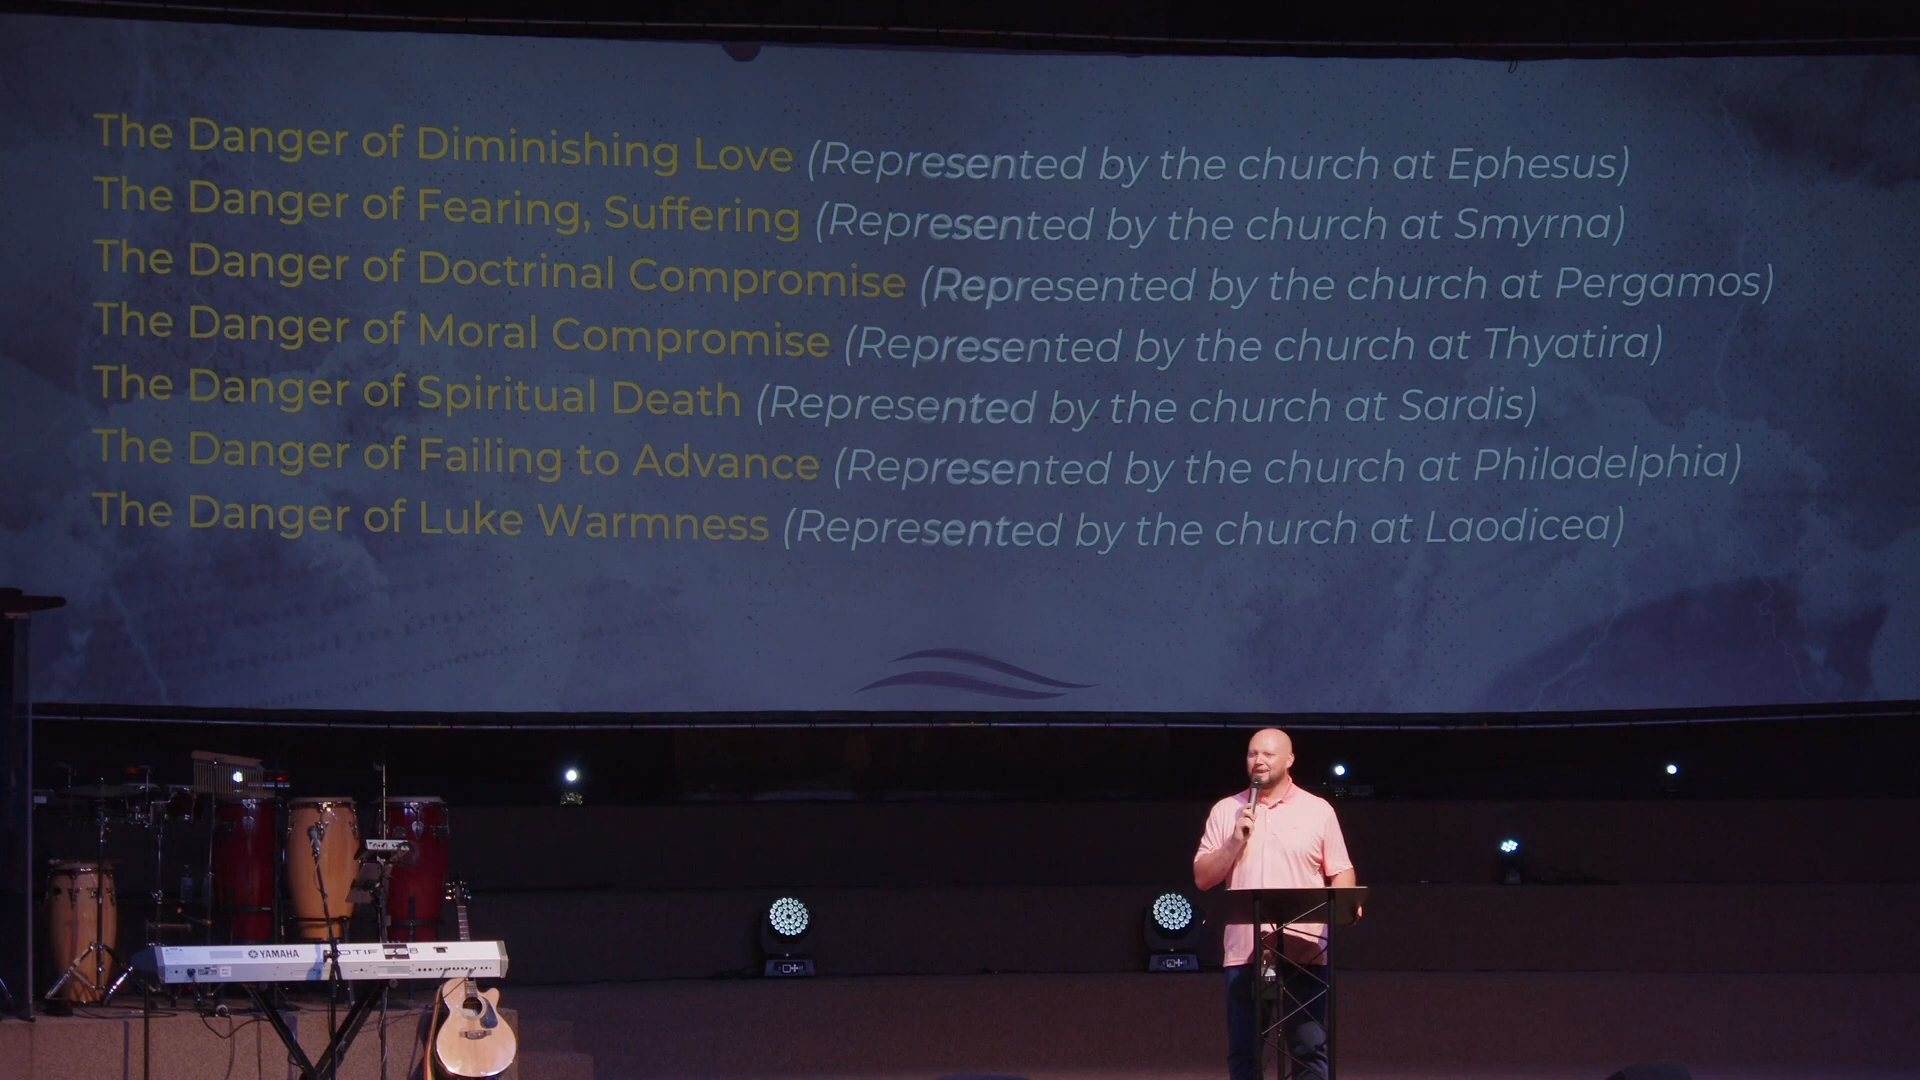 The Danger of Diminishing Love (Represented by the church at Ephesus)
The Danger of Fearing, Suffering (Represented by the church at Smyrna)
The Danger of Doctrinal Compromise (Represented by the church at Pergamos)
The Danger of Moral Compromise (Represented by the church at Thyatira)
The Danger of Spiritual Death (Represented by the church at Sardis)
The Danger of Failing to Advance (Represented by the church at Philadelphia)
The Danger of Luke Warmness (Represented by the church at Laodicea)
needed to
YAMAHA